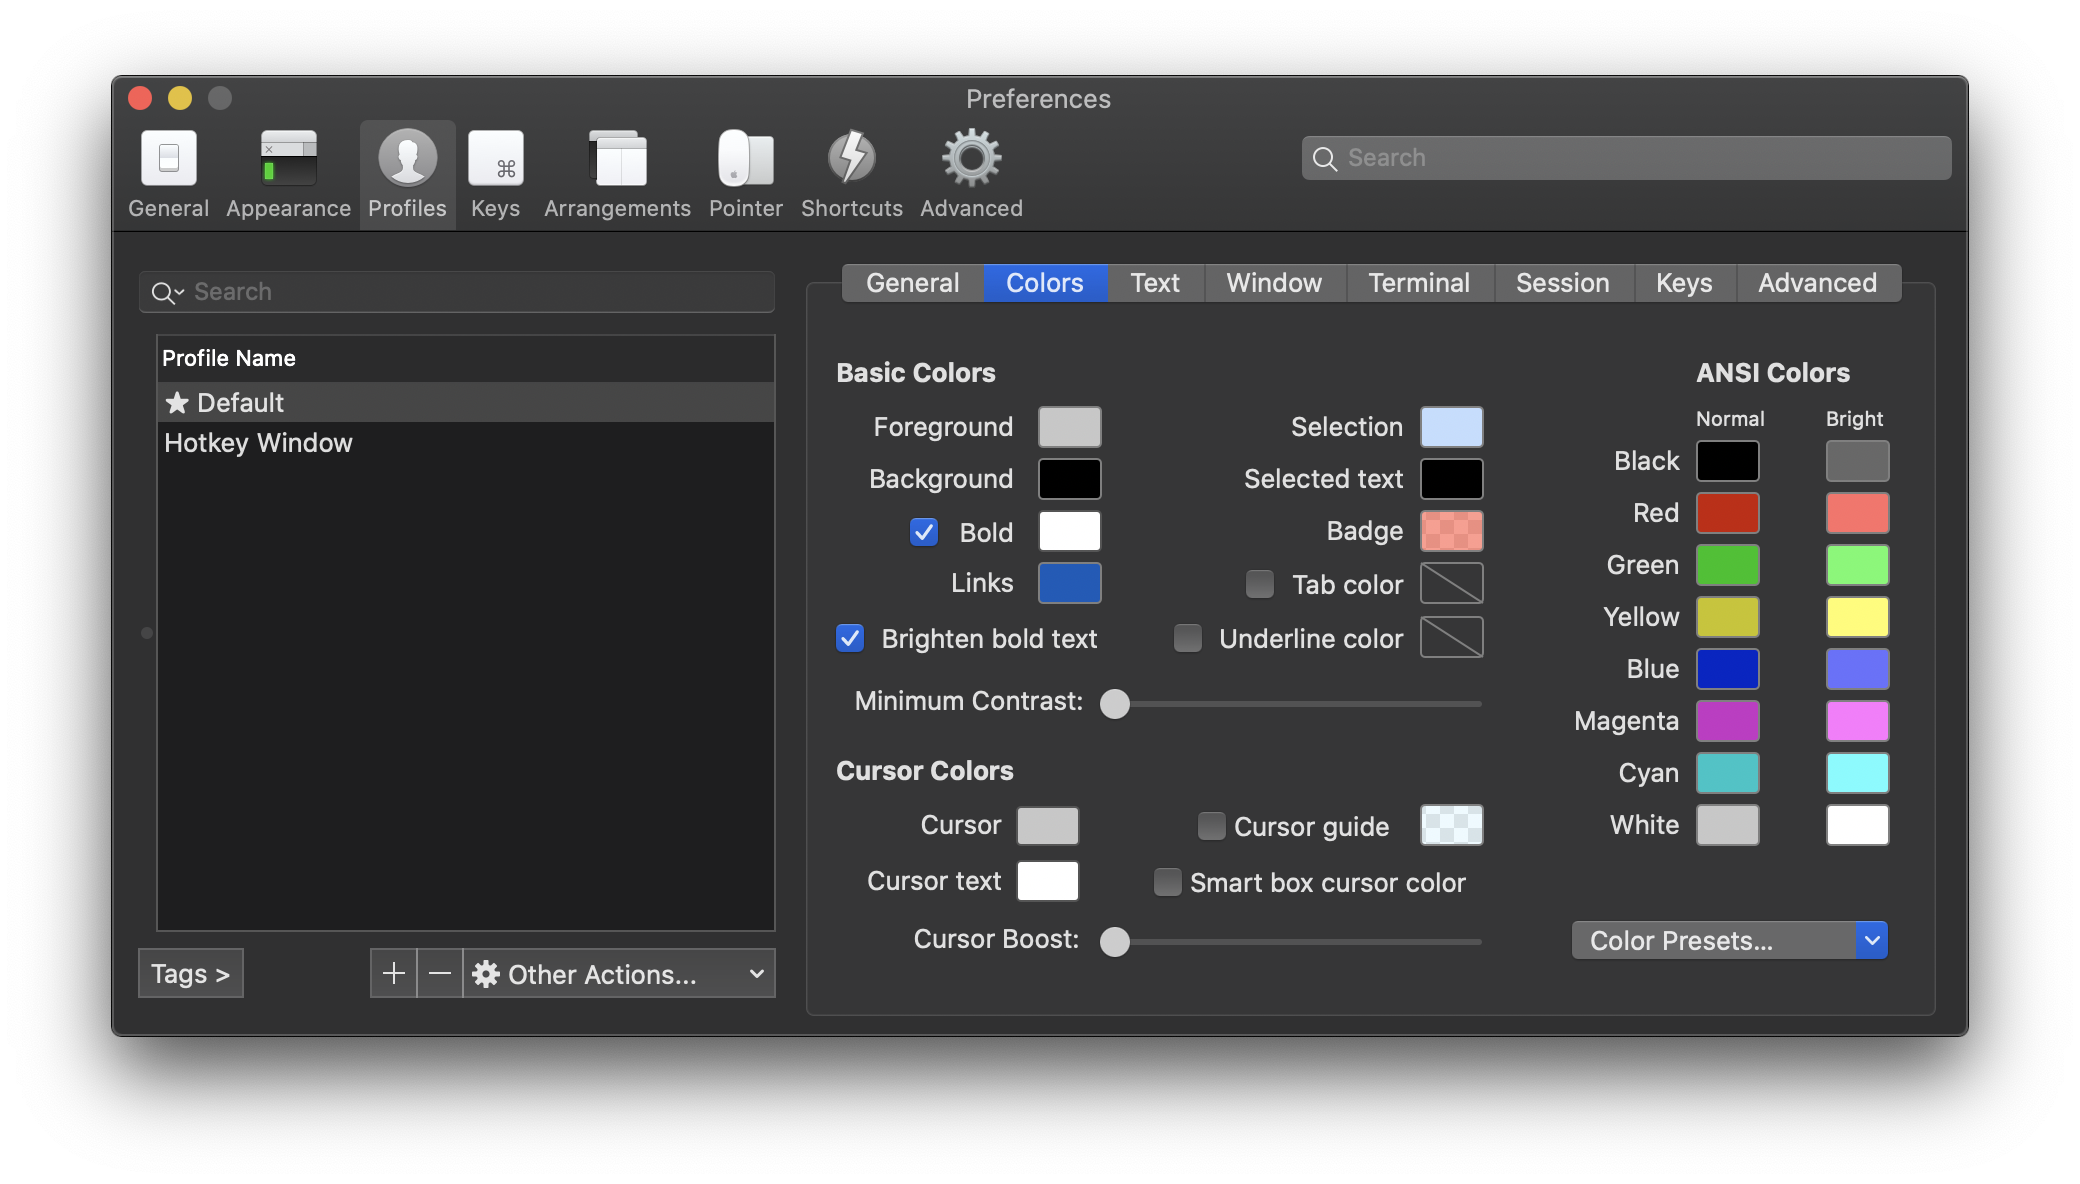 Preferences
General Appearance Profiles Keys Arrangements Pointer Shortcuts Advanced
Search
Search
Profile Name
★ Default
Hotkey Window
Tags >
+ − Other Actions...
General Colors Text Window Terminal Session Keys Advanced
Basic Colors
Foreground
Background
Bold
Links
Brighten bold text
Selection
Selected text
Badge
Tab color
Underline color
Minimum Contrast:
Cursor Colors
Cursor
Cursor text
Cursor guide
Smart box cursor color
Cursor Boost:
ANSI Colors
Normal Bright
Black
Red
Green
Yellow
Blue
Magenta
Cyan
White
Color Presets...